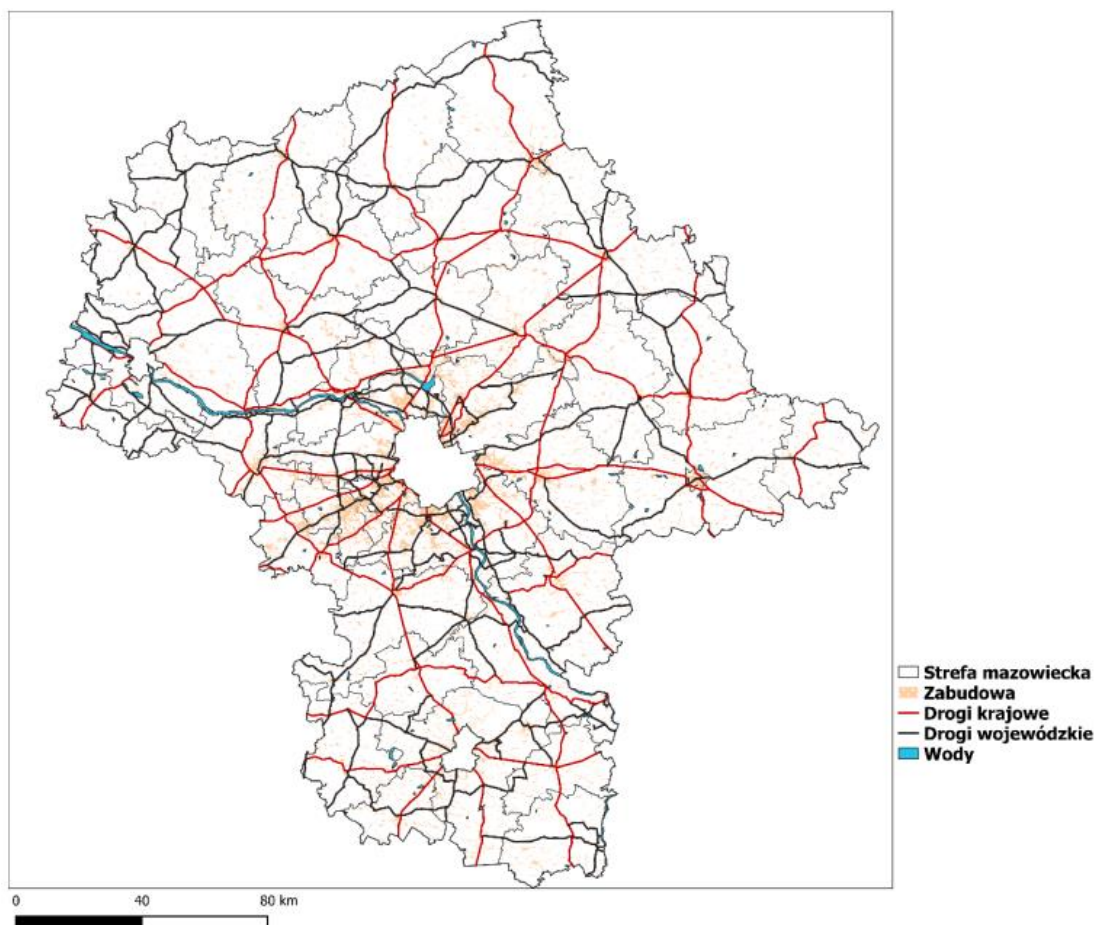 Strefa mazowiecka
Zabudowa
Drogi krajowe
Drogi wojewódzkie
Wody
0 40 80 km